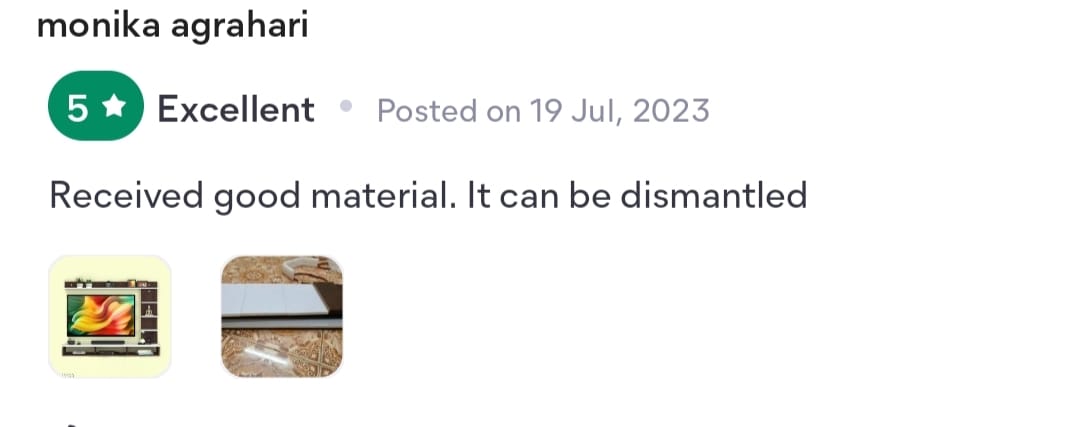 monika agrahari
5 ★ Excellent • Posted on 19 Jul, 2023
Received good material. It can be dismantled